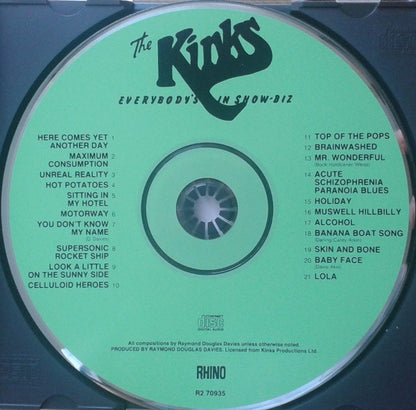 The
Kinks
EVERYBODY'S IN SHOW-BIZ
HERE COMES YET 1
ANOTHER DAY
MAXIMUM 2
CONSUMPTION
UNREAL REALITY 3
HOT POTATOES 4
SITTING IN 5
MY HOTEL
MOTORWAY 6
YOU DON'T KNOW 7
MY NAME
(D. Davies)
SUPERSONIC 8
ROCKET SHIP
LOOK A LITTLE 9
ON THE SUNNY SIDE
CELLULOID HEROES 10
11 TOP OF THE POPS
12 BRAINWASHED
13 MR. WONDERFUL
14 ACUTE
SCHIZOPHRENIA
PARANOIA BLUES
15 HOLIDAY
16 MUSWELL HILLBILLY
17 ALCOHOL
18 BANANA BOAT SONG
19 SKIN AND BONE
20 BABY FACE
21 LOLA
COMPACT
disc
DIGITAL AUDIO
All compositions by Raymond Douglas Davies unless otherwise noted.
PRODUCED BY RAYMOND DOUGLAS DAVIES. Licensed from Kinks Productions Ltd.
RHINO
R2 70935